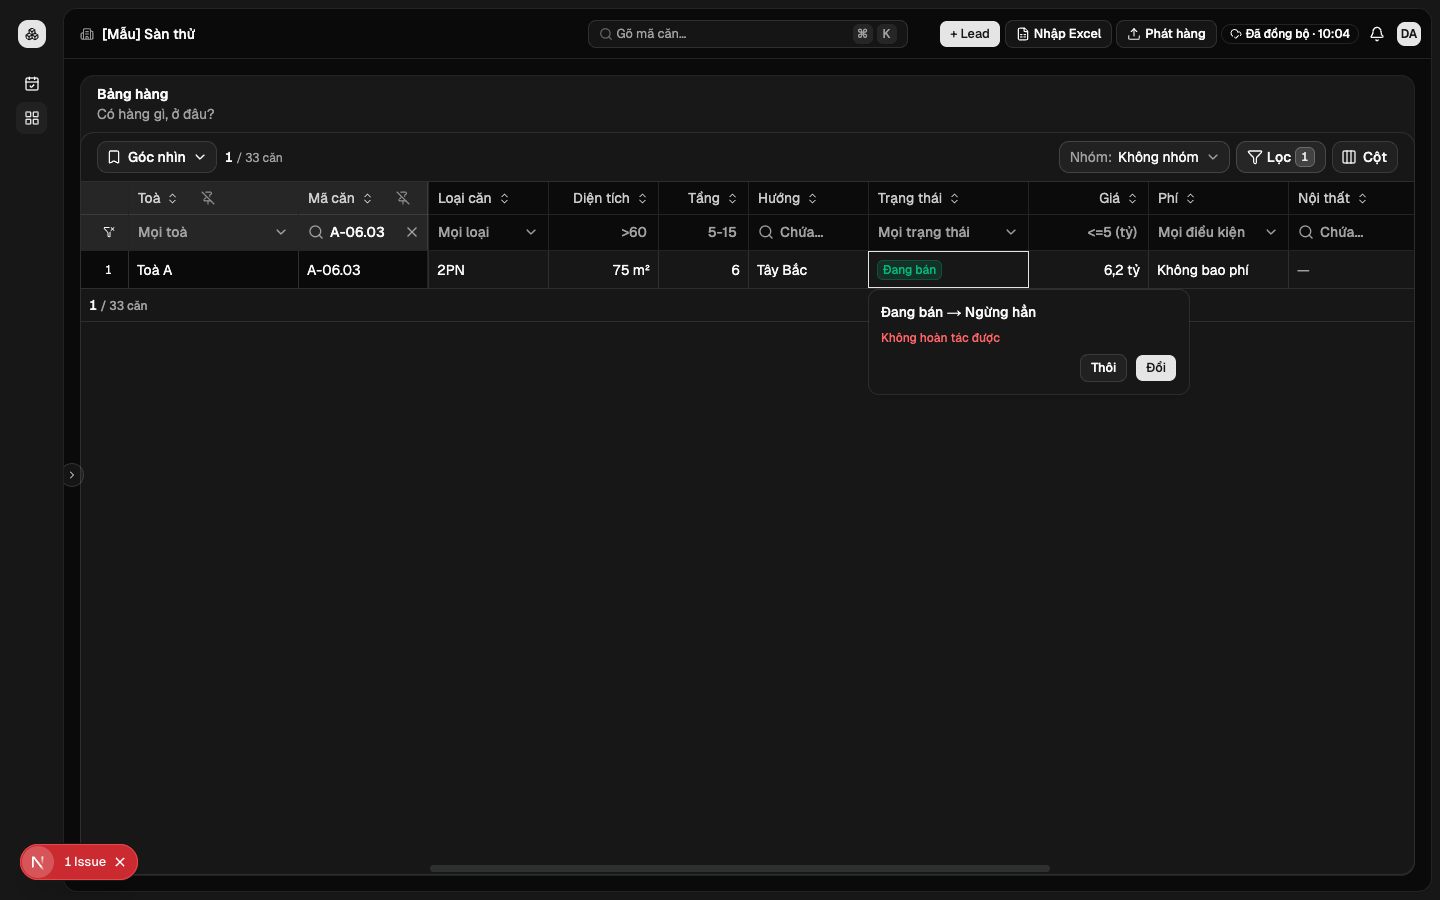 [Mẫu] Sàn thử
Gõ mã căn... ⌘ K
+ Lead
Nhập Excel
Phát hàng
Đã đồng bộ · 10:04
DA
Bảng hàng
Có hàng gì, ở đâu?
Góc nhìn
1 / 33 căn
Nhóm: Không nhóm
Lọc 1
Cột
Toà Mã căn Loại căn Diện tích Tầng Hướng Trạng thái Giá Phí Nội thất
Mọi toà A-06.03 Mọi loại >60 5-15 Chứa... Mọi trạng thái <=5 (tỷ) Mọi điều kiện Chứa...
1 Toà A A-06.03 2PN 75 m² 6 Tây Bắc Đang bán 6,2 tỷ Không bao phí —
1 / 33 căn
Đang bán → Ngừng hẳn
Không hoàn tác được
Thôi Đổi
N 1 Issue